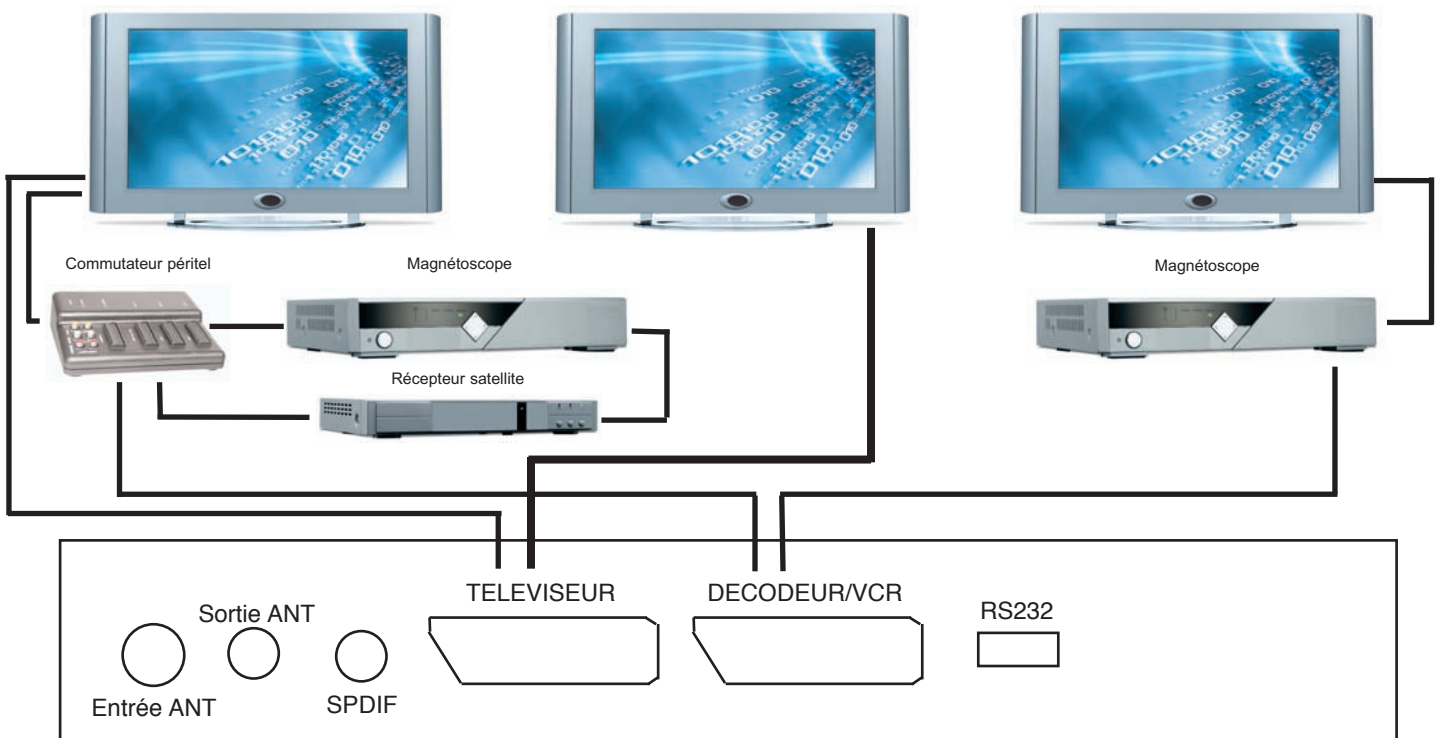 Commutateur péritel
Magnétoscope
Magnétoscope
Récepteur satellite
TELEVISEUR
DECODEUR/VCR
Sortie ANT
RS232
Entrée ANT
SPDIF